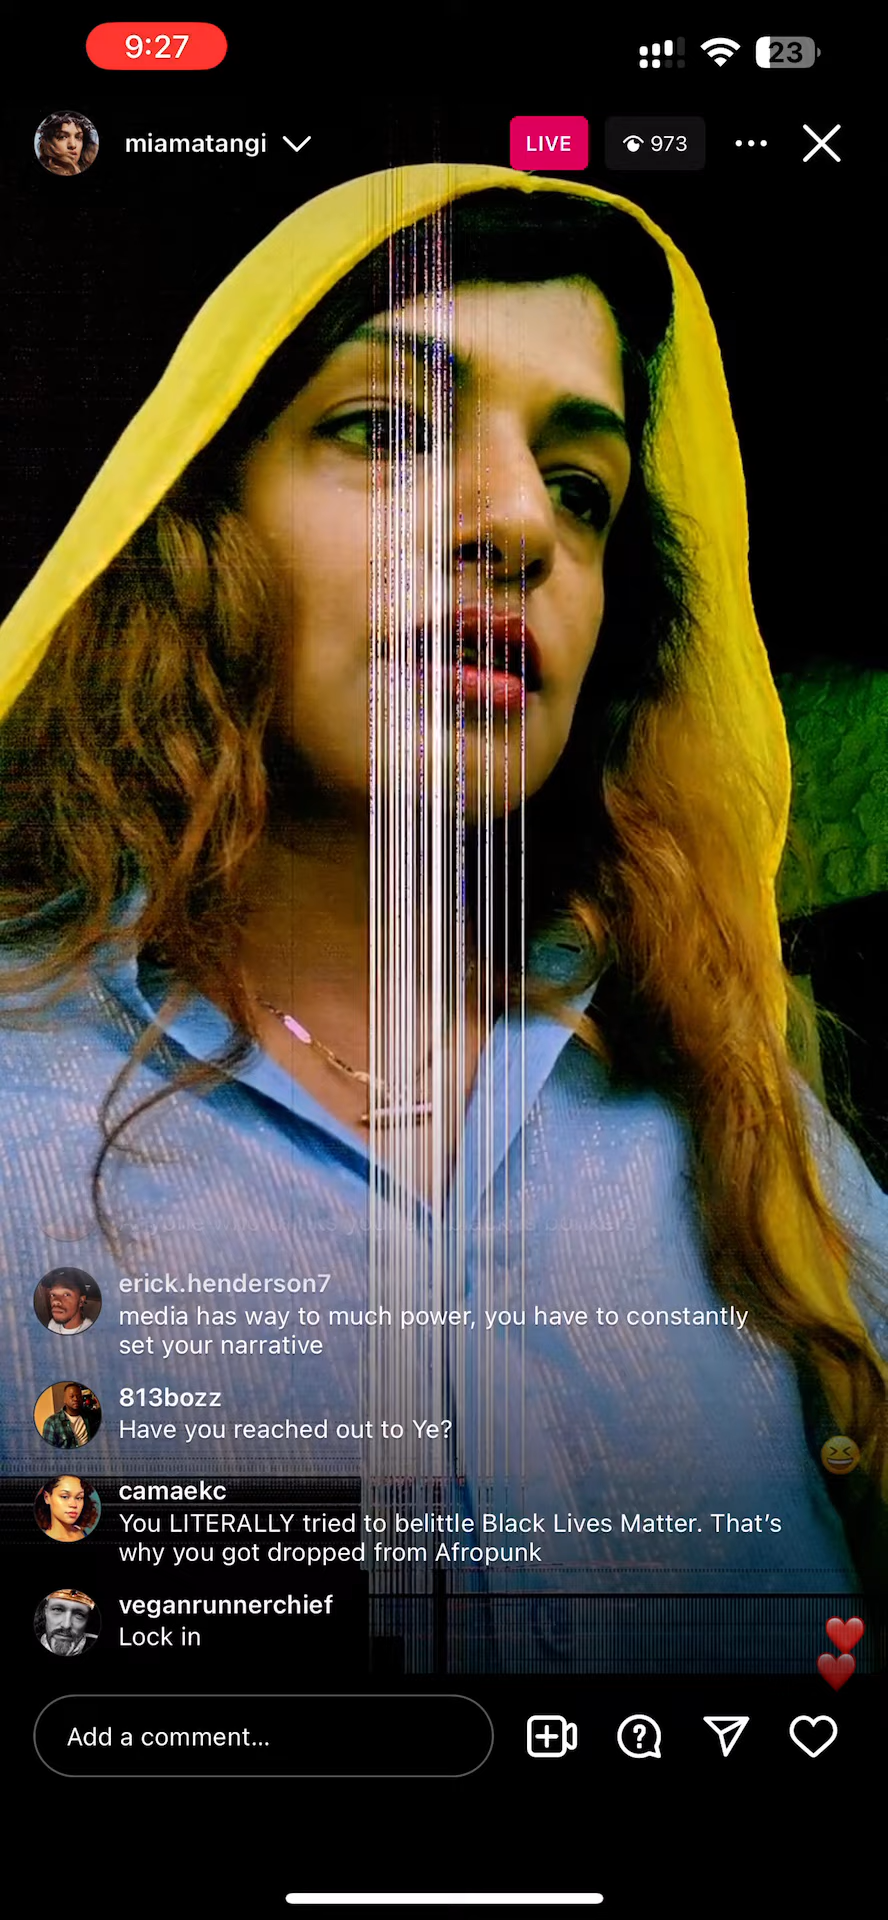 9:27
23
miamatangi
LIVE
973
erick.henderson7
media has way to much power, you have to constantly
set your narrative
813bozz
Have you reached out to Ye?
camaekc
You LITERALLY tried to belittle Black Lives Matter. That's
why you got dropped from Afropunk
veganrunnerchief
Lock in
Add a comment...